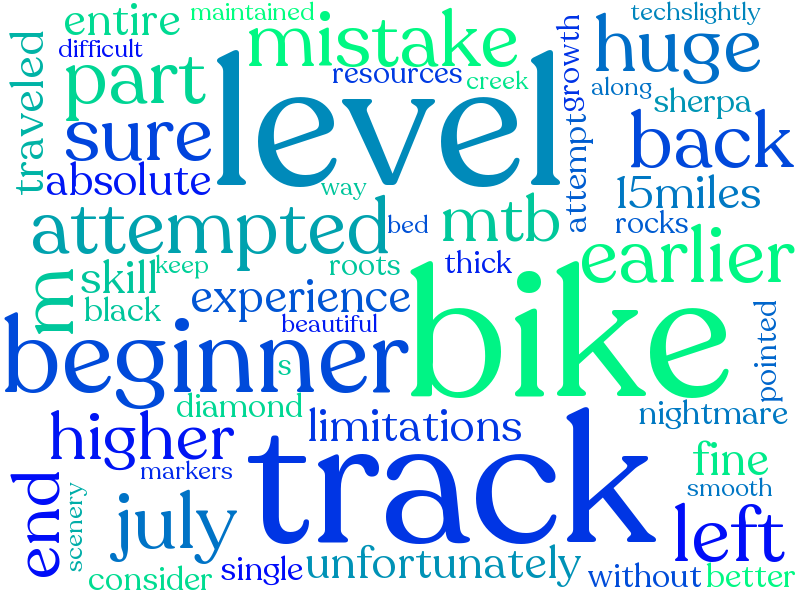 maintained
techslightly
entire
mistake
huge
difficult
part
resources
creek
growth
along
sherpa
traveled
level
sure
back
absolute
way
attempt
15miles
attempted
bed
mtb
rocks
m
skill
keep
roots
thick
earlier
black
experience
bike
beautiful
beginner
s
pointed
diamond
limitations
nightmare
higher
track
markers
fine
end
scenery
july
smooth
left
unfortunately
single
consider
without
better